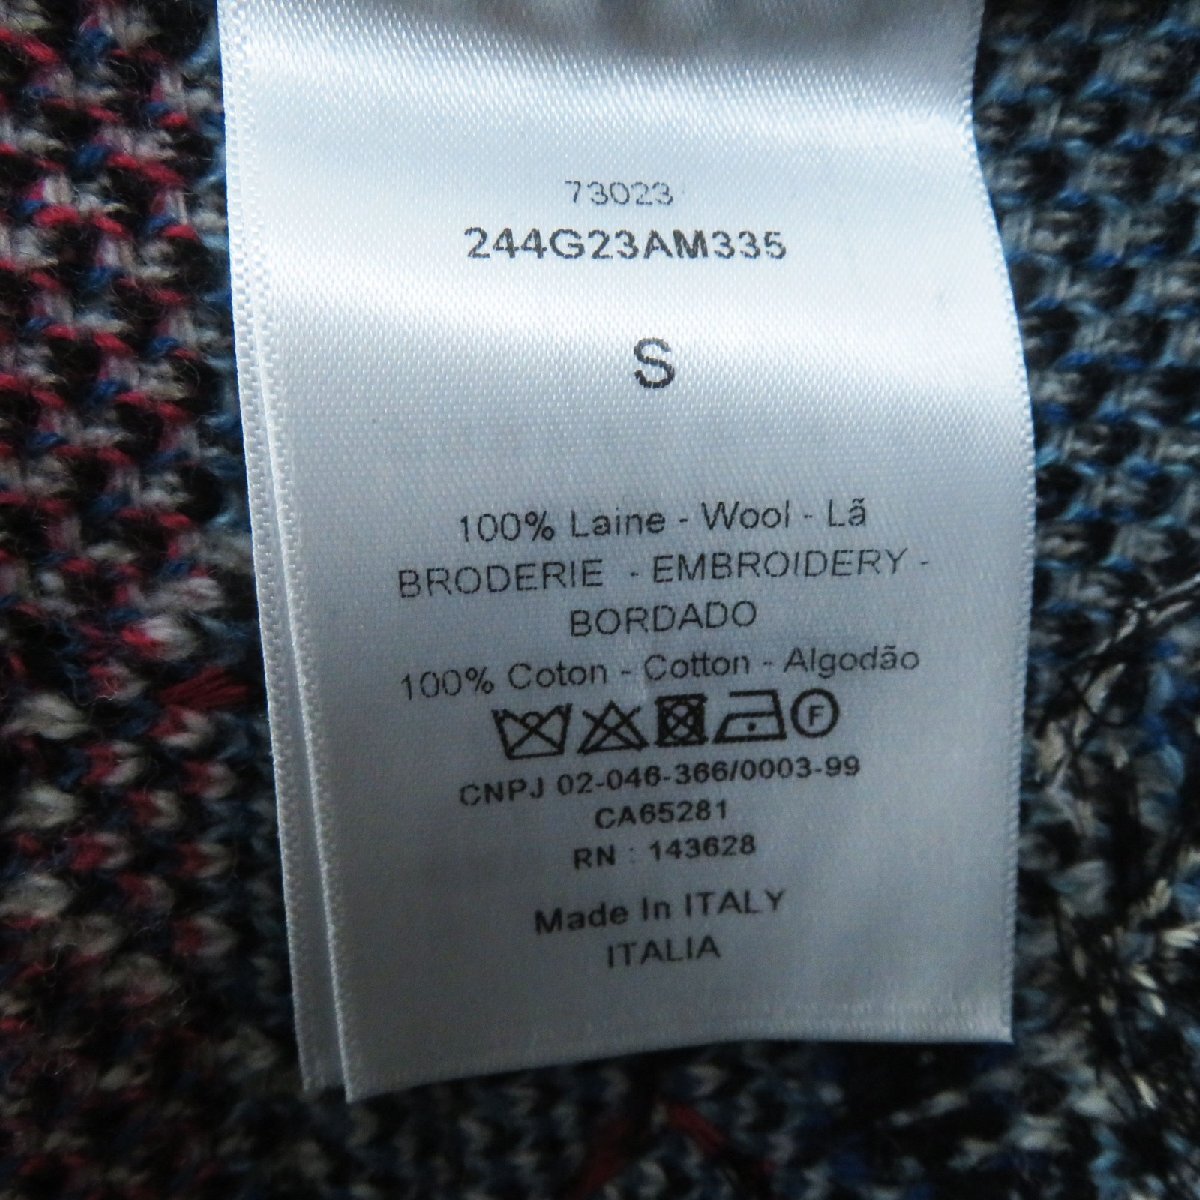 73023
244G23AM335
S
100% Laine - Wool - Lã
BRODERIE - EMBROIDERY -
BORDADO
100% Coton - Cotton - Algodão
F
CNPJ 02-046-366/0003-99
CA65281
RN : 143628
Made In ITALY
ITALIA